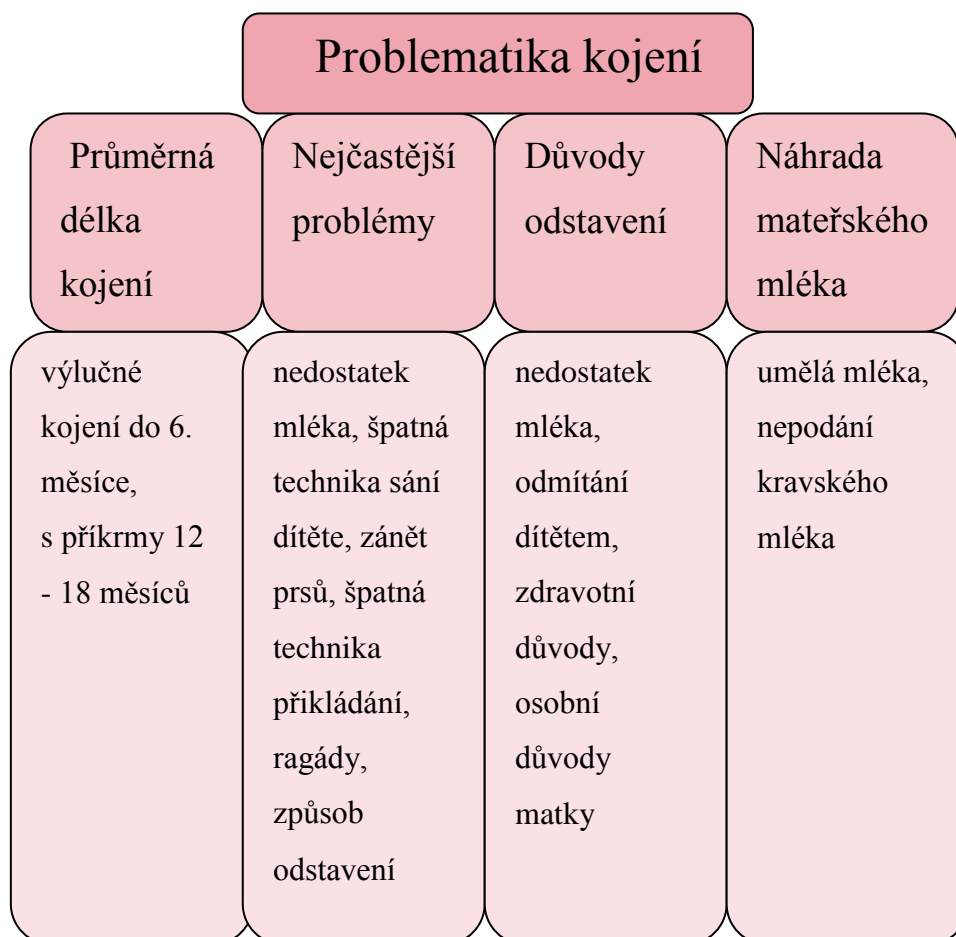 Problematika kojení
Průměrná
délka
kojení
Nejčastější
problémy
Důvody
odstavení
Náhrada
mateřského
mléka
výlučné
kojení do 6.
měsíce,
s příkrmy 12
- 18 měsíců
nedostatek
mléka, špatná
technika sání
dítěte, zánět
prsů, špatná
technika
přikládání,
ragády,
způsob
odstavení
nedostatek
mléka,
odmítání
dítětem,
zdravotní
důvody,
osobní
důvody
matky
umělá mléka,
nepodání
kravského
mléka